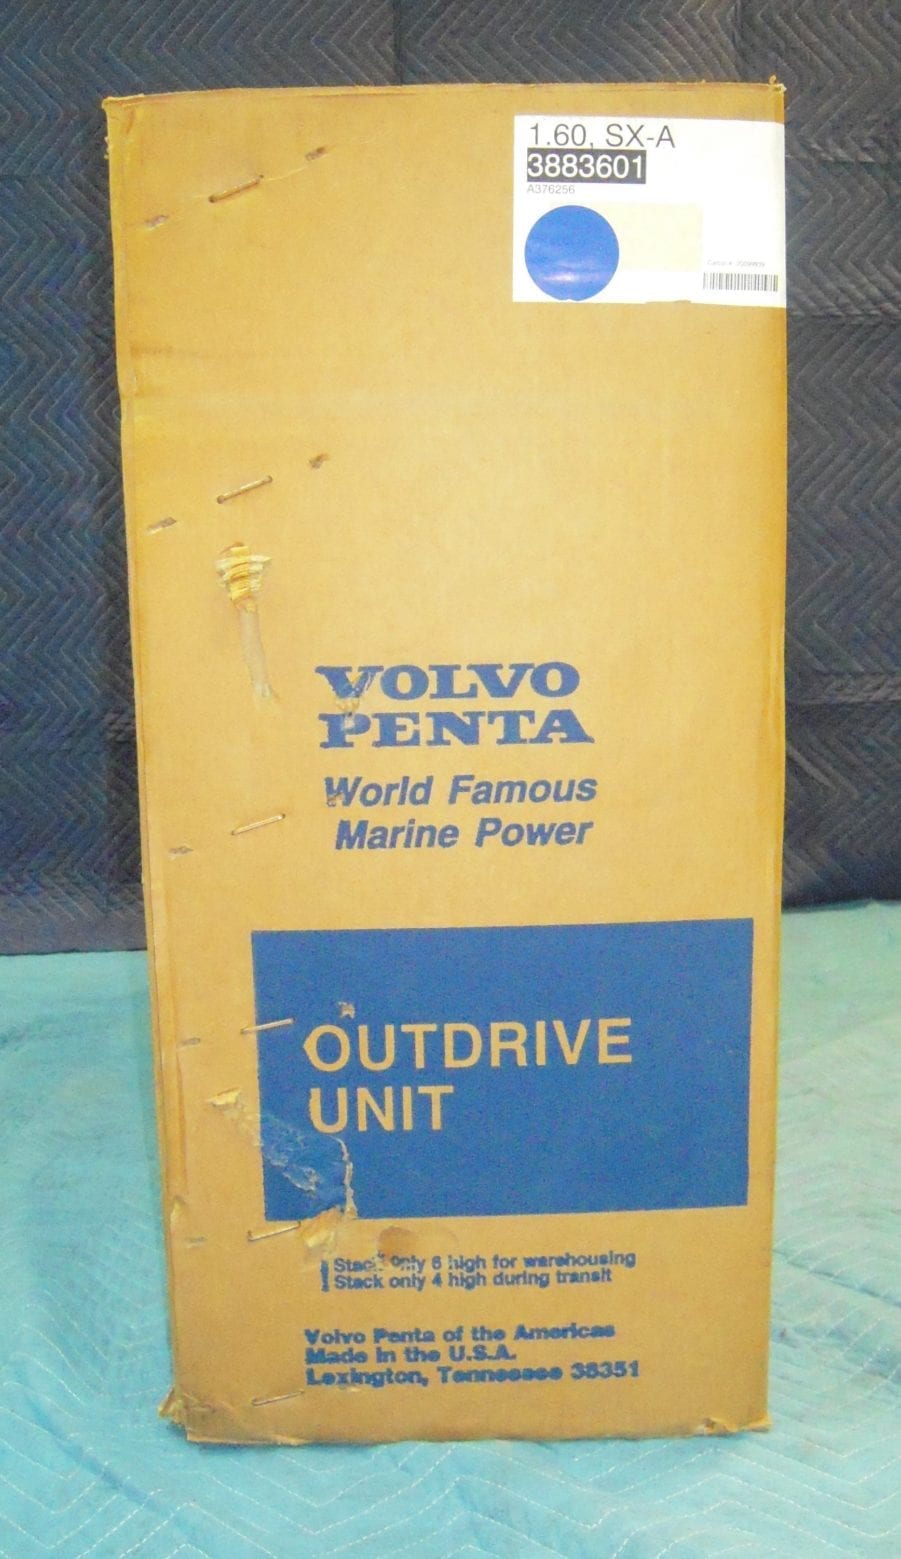 1.60, SX-A
3883601
A376256
VOLVO
PENTA
World Famous
Marine Power
OUTDRIVE
UNIT
! Stack only 6 high for warehousing
Stack only 4 high during transit
Volvo Penta of the Americas
Made in the U.S.A.
Lexington, Tennessee 38351